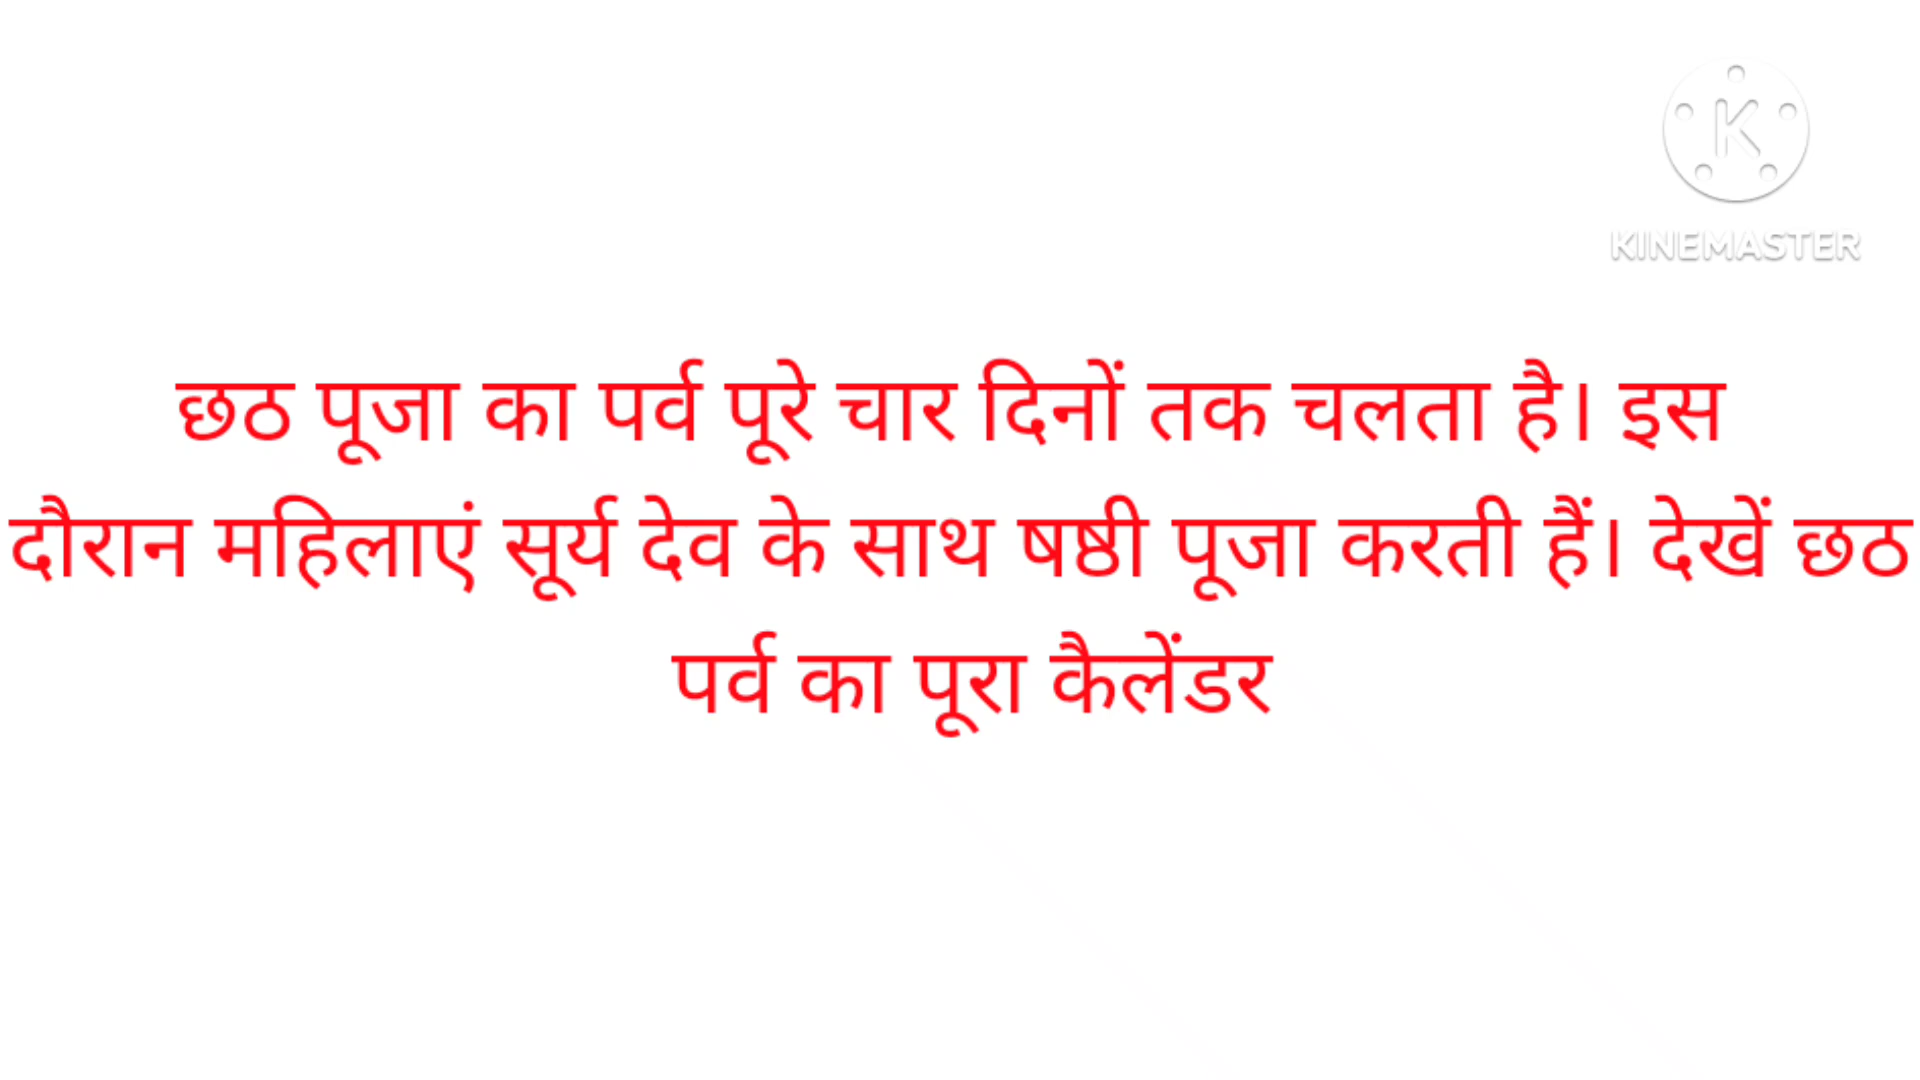 KINEMASTER
छठ पूजा का पर्व पूरे चार दिनों तक चलता है। इस
दौरान महिलाएं सूर्य देव के साथ षष्ठी पूजा करती हैं। देखें छठ
पर्व का पूरा कैलेंडर